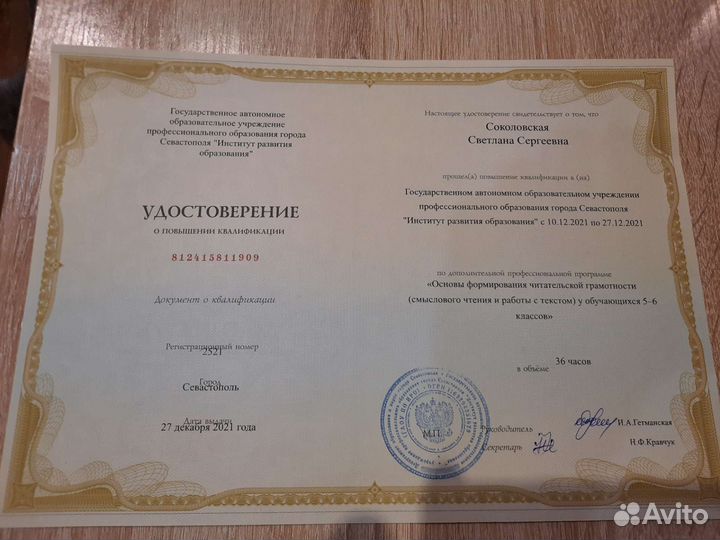 Государственное автономное
образовательное учреждение
профессионального образования города
Севастополя "Институт развития
образования"
УДОСТОВЕРЕНИЕ
О ПОВЫШЕНИИ КВАЛИФИКАЦИИ
812415811909
Документ о квалификации
Регистрационный номер
2521
Город
Севастополь
Дата выдачи
27 декабря 2021 года
Настоящее удостоверение свидетельствует о том, что
Соколовская
Светлана Сергеевна
прошел(а) повышение квалификации в (на)
Государственном автономном образовательном учреждении
профессионального образования города Севастополя
"Институт развития образования" с 10.12.2021 по 27.12.2021
по дополнительной профессиональной программе
«Основы формирования читательской грамотности
(смыслового чтения и работы с текстом) у обучающихся 5-6
классов»
36 часов
в объёме
М.П.
Руководитель
И.А.Гетманская
Секретарь
Н.Ф.Кравчук
Avito